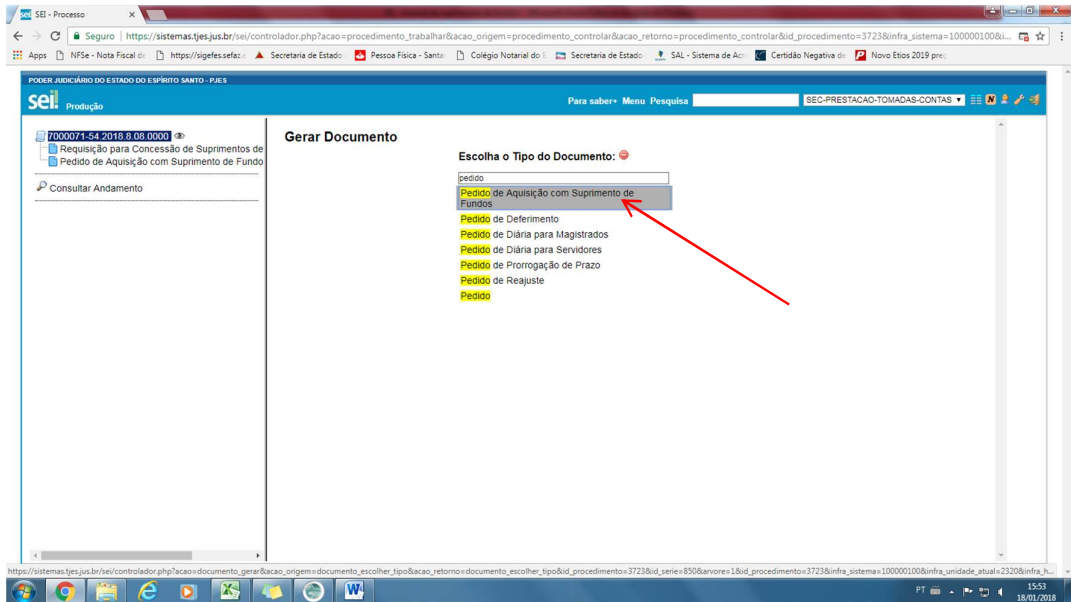 SEI - Processo
Seguro | https://sistemas.tjes.jus.br/sei/controlador.php?acao=procedimento_trabalhar&acao_origem=procedimento_controlar&acao_retorno=procedimento_controlar&id_procedimento=3723&infra_sistema=100000100&i...
Apps NFSe - Nota Fiscal de https://sigefes.sefaz.e Secretaria de Estado Pessoa Física - Santa Colégio Notarial do E Secretaria de Estado SAL - Sistema de Acr Certidão Negativa de Novo Etios 2019 preç
PODER JUDICIÁRIO DO ESTADO DO ESPÍRITO SANTO - PJES
sei! Produção Para saber+ Menu Pesquisa SEC-PRESTACAO-TOMADAS-CONTAS
7000071-54.2018.8.08.0000
Requisição para Concessão de Suprimentos de
Pedido de Aquisição com Suprimento de Fundo
Consultar Andamento
Gerar Documento
Escolha o Tipo do Documento:
pedido
Pedido de Aquisição com Suprimento de
Fundos
Pedido de Deferimento
Pedido de Diária para Magistrados
Pedido de Diária para Servidores
Pedido de Prorrogação de Prazo
Pedido de Reajuste
Pedido
https://sistemas.tjes.jus.br/sei/controlador.php?acao=documento_gerar&acao_origem=documento_escolher_tipo&acao_retorno=documento_escolher_tipo&id_procedimento=3723&id_serie=850&arvore=1&id_procedimento=3723&infra_sistema=100000100&infra_unidade_atual=2320&infra_h...
PT 15:53
18/01/2018